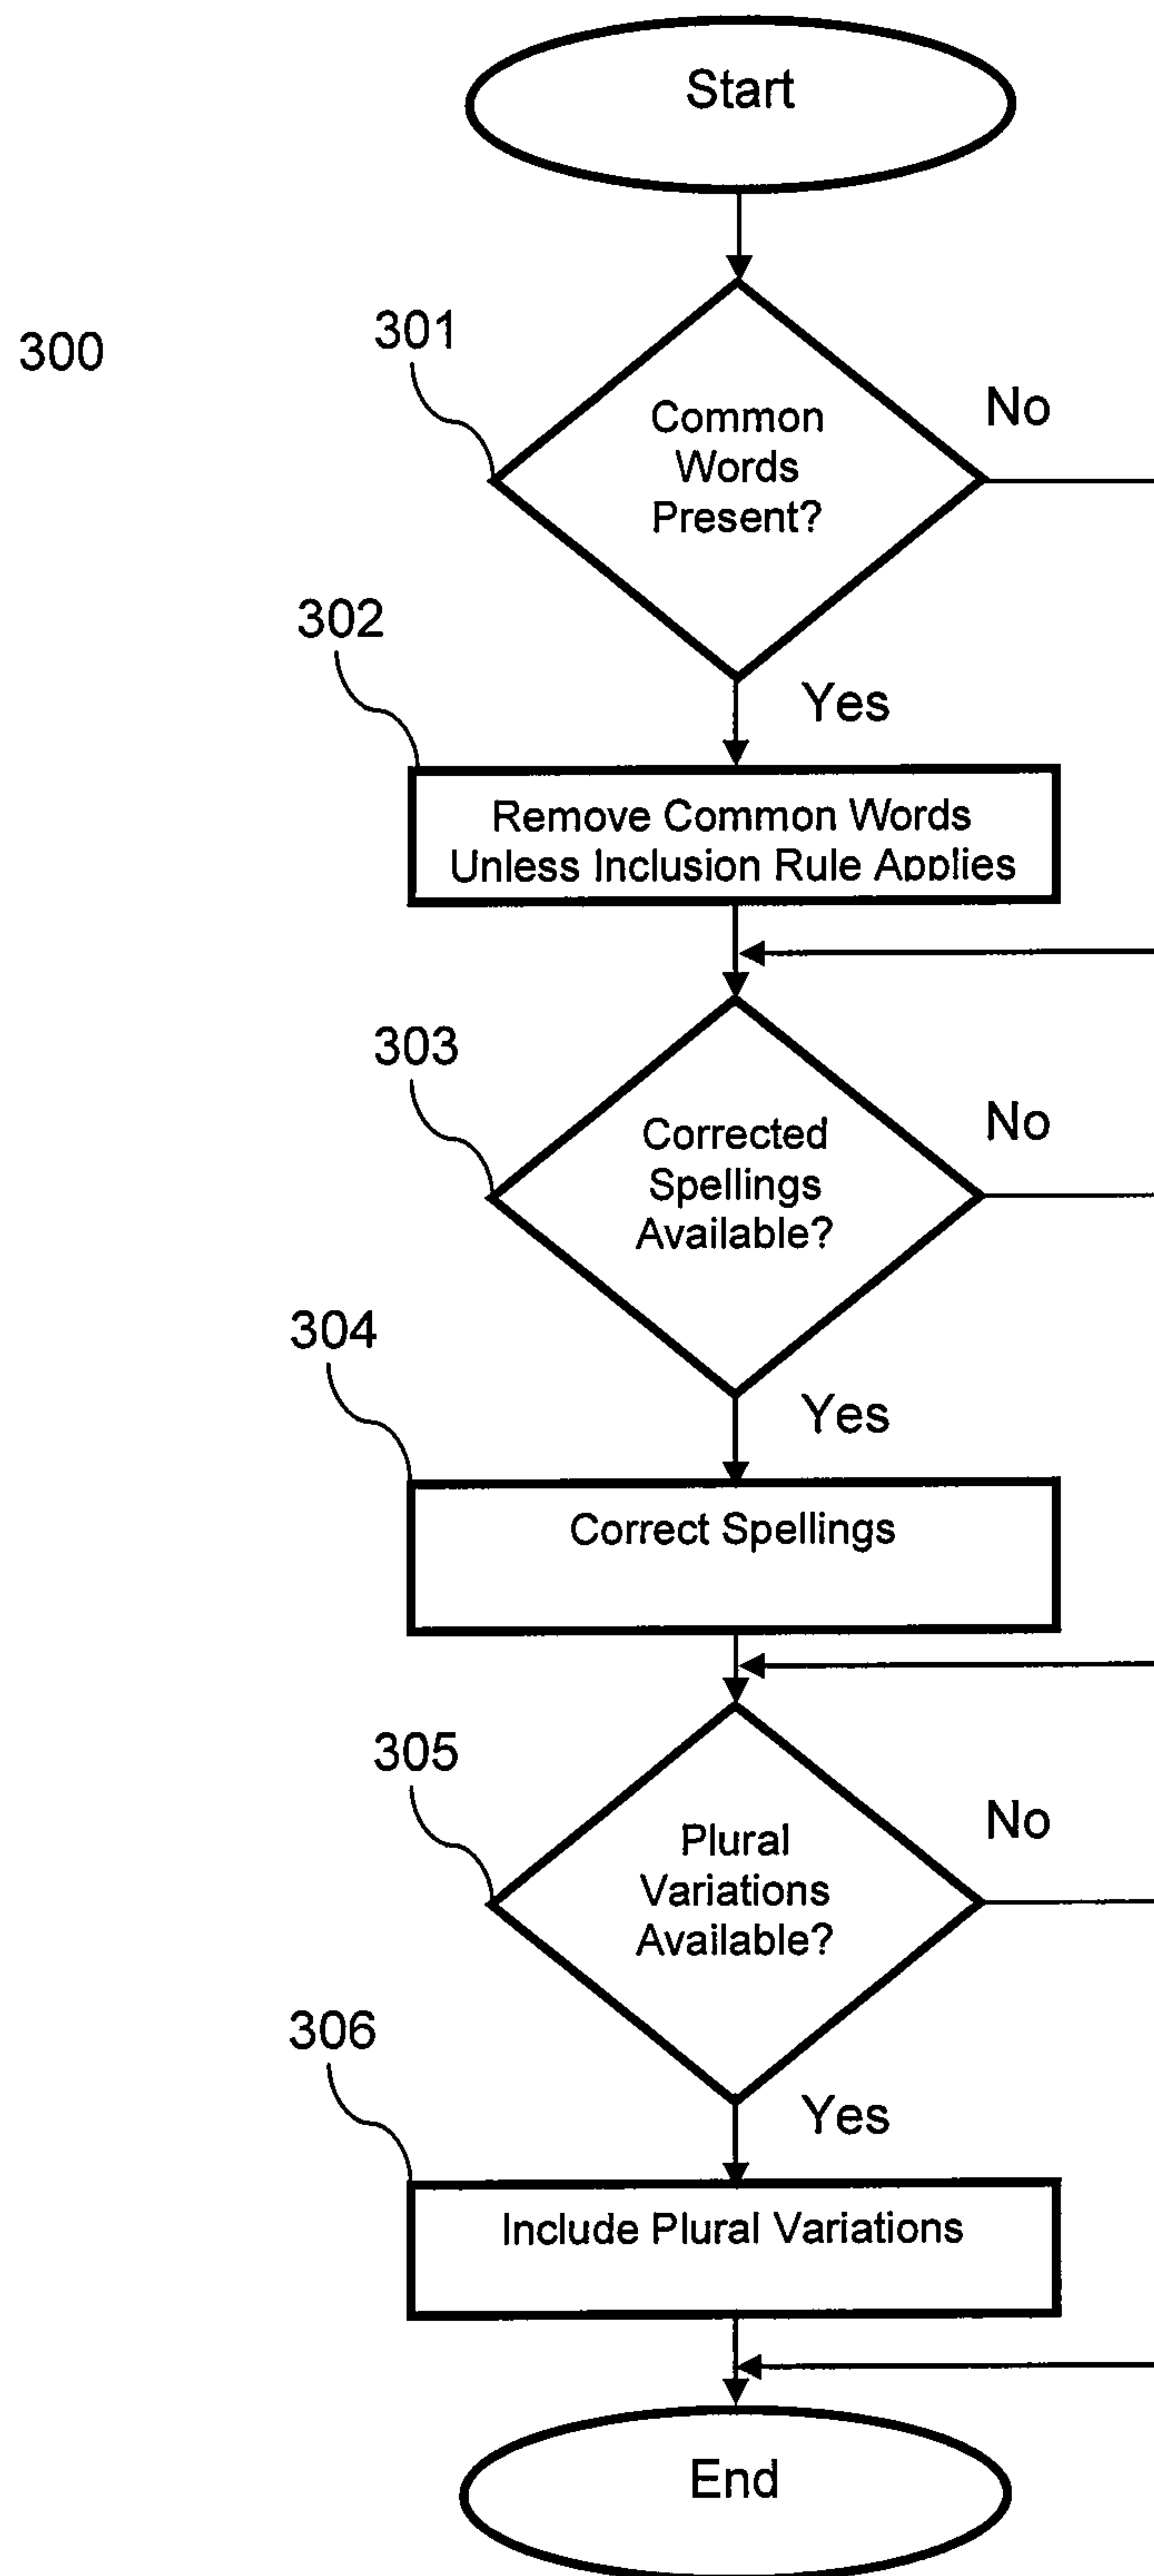 Start
300
301
Common
Words
Present?
No
302
Yes
Remove Common Words
Unless Inclusion Rule Applies
303
Corrected
Spellings
Available?
No
304
Yes
Correct Spellings
305
Plural
Variations
Available?
No
306
Yes
Include Plural Variations
End